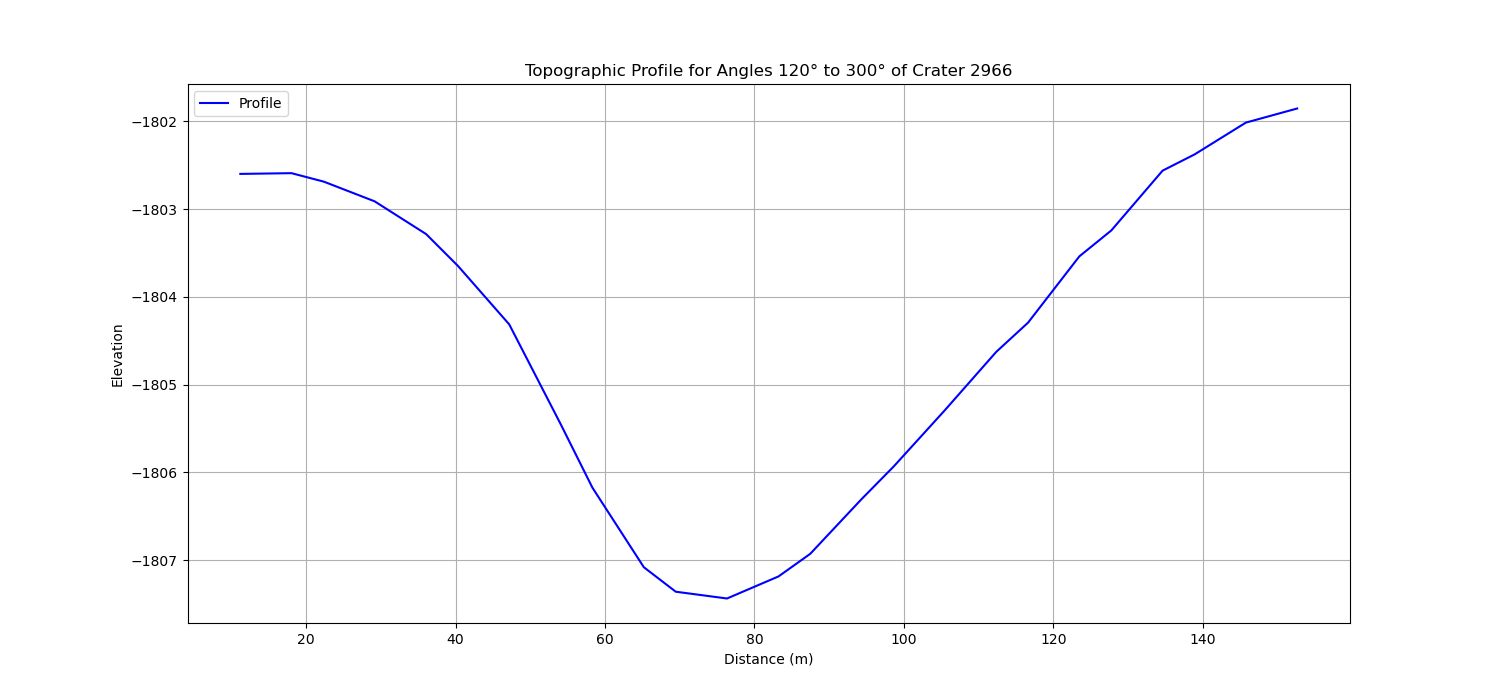 Topographic Profile for Angles 120° to 300° of Crater 2966
Profile
−1802
−1803
−1804
−1805
−1806
−1807
Elevation
20 40 60 80 100 120 140
Distance (m)